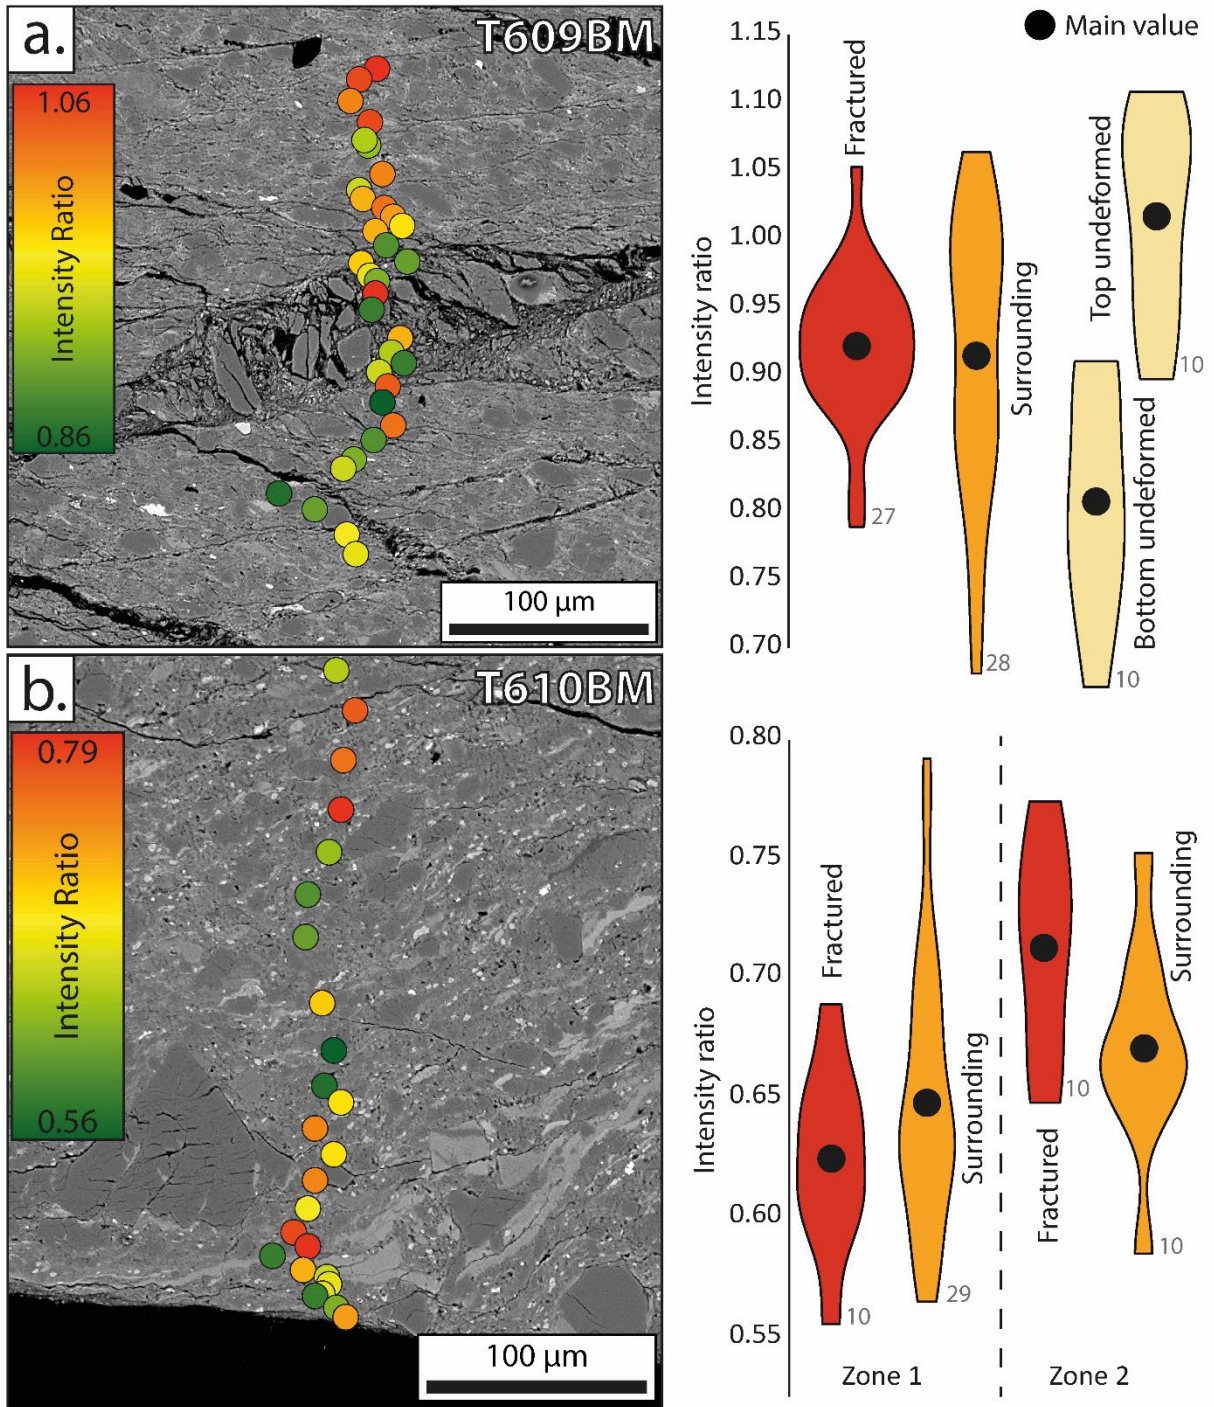 a.
T609BM
1.06
Intensity Ratio
0.86
100 µm
Main value
1.15
1.10
1.05
1.00
0.95
0.90
0.85
0.80
0.75
0.70
Intensity ratio
Fractured
27
Surrounding
28
Bottom undeformed
10
Top undeformed
10
b.
T610BM
0.79
Intensity Ratio
0.56
100 µm
0.80
0.75
0.70
0.65
0.60
0.55
Intensity ratio
Fractured
10
Surrounding
29
Fractured
10
Surrounding
10
Zone 1
Zone 2